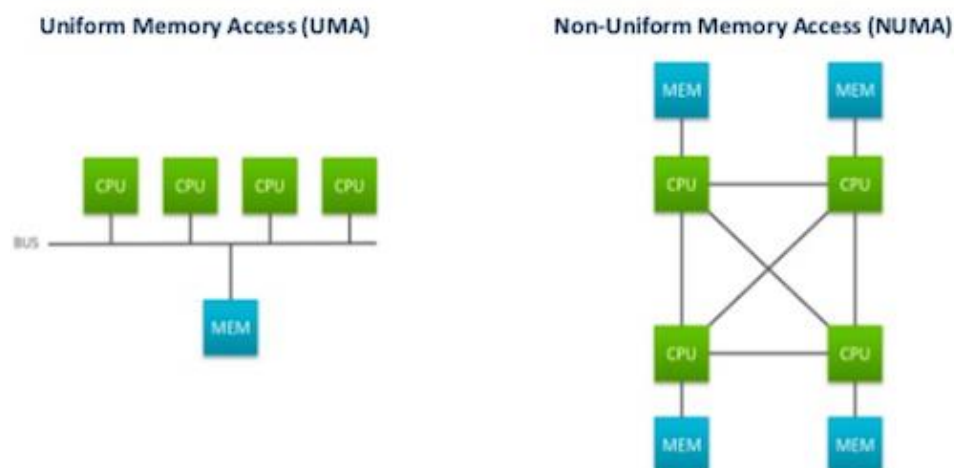 Uniform Memory Access (UMA)
Non-Uniform Memory Access (NUMA)
MEM
MEM
CPU
CPU
CPU
CPU
CPU
CPU
BUS
MEM
CPU
CPU
MEM
MEM